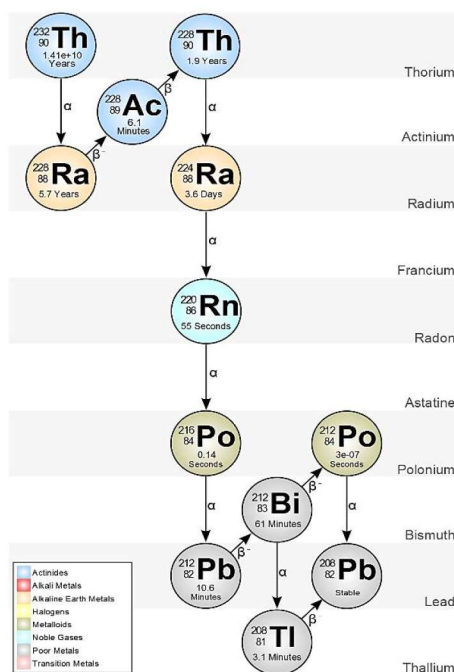 232
90
Th
1.41e+10
Years
228
90
Th
1.9 Years
Thorium
α
β
α
228
89
Ac
6.1
Minutes
Actinium
β-
228
88
Ra
5.7 Years
224
88
Ra
3.6 Days
Radium
α
Francium
220
86
Rn
55 Seconds
Radon
α
Astatine
216
84
Po
0.14
Seconds
212
84
Po
3e-07
Seconds
Polonium
α
β-
α
212
83
Bi
61 Minutes
Bismuth
β-
212
82
Pb
10.6
Minutes
α
208
82
Pb
Stable
Lead
β-
208
81
Tl
3.1 Minutes
Thallium
Actinides
Alkali Metals
Alkaline Earth Metals
Halogens
Metalloids
Noble Gases
Poor Metals
Transition Metals